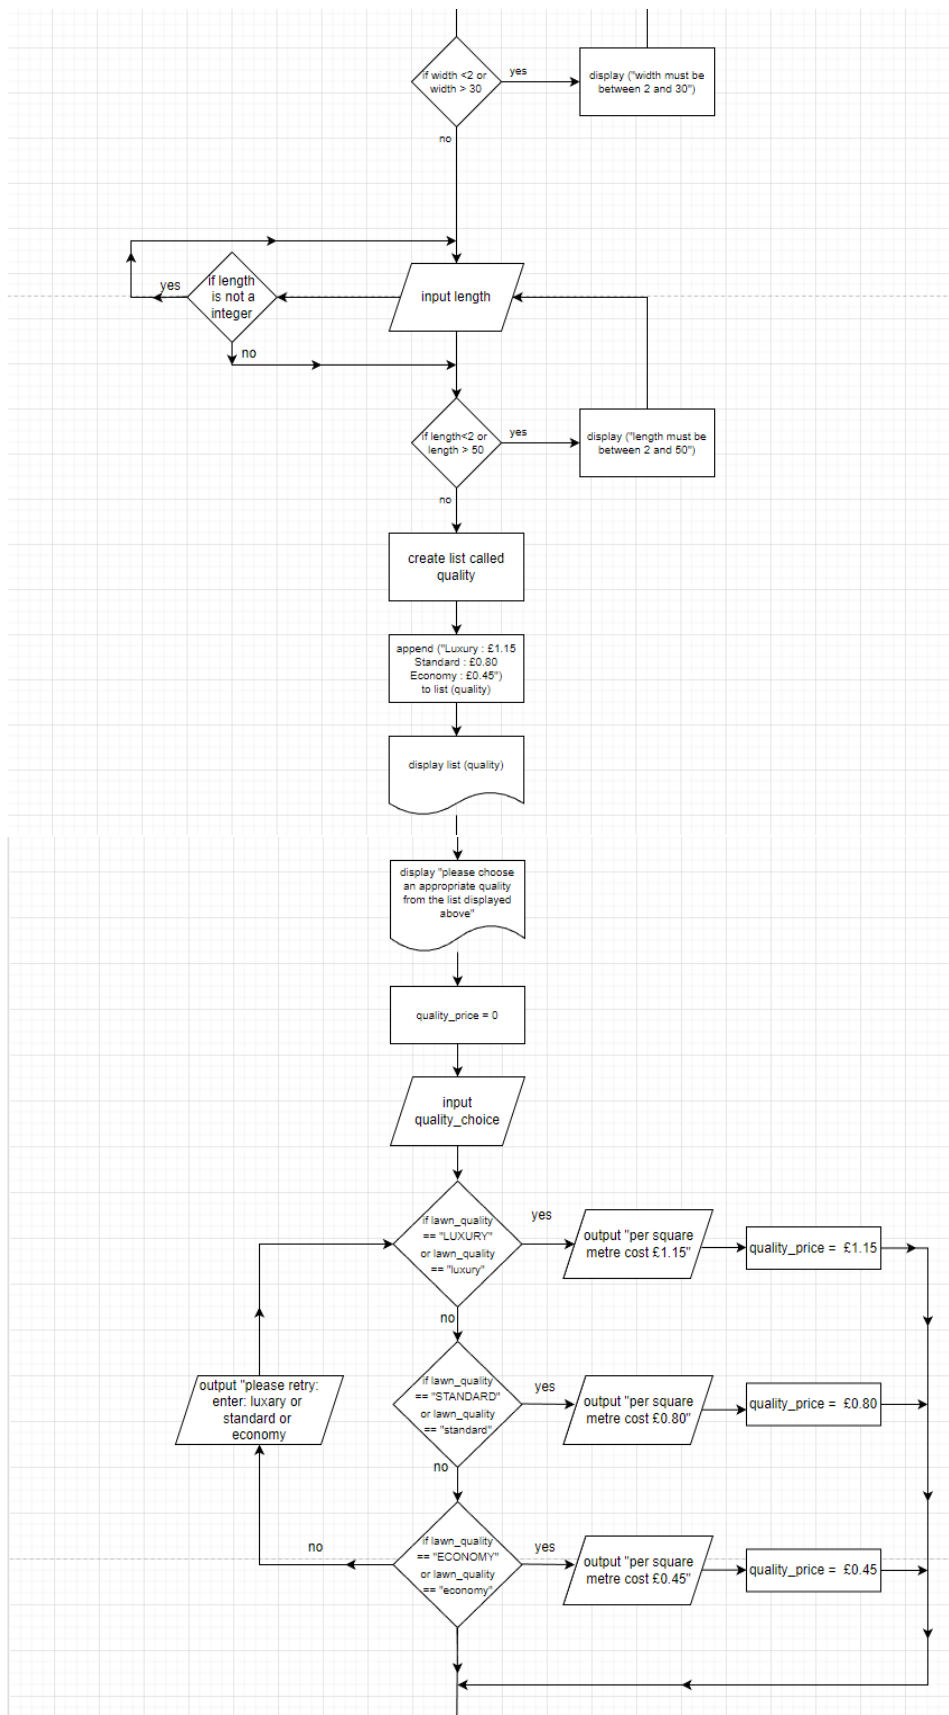 if width <2 or
width > 30
yes
display ("width must be
between 2 and 30")
no
if length
is not a
integer
yes
no
input length
if length<2 or
length > 50
yes
display ("length must be
between 2 and 50")
no
create list called
quality
append ("Luxury : £1.15
Standard : £0.80
Economy : £0.45")
to list (quality)
display list (quality)
display "please choose
an appropriate quality
from the list displayed
above"
quality_price = 0
input
quality_choice
if lawn_quality
== "LUXURY"
or lawn_quality
== "luxury"
yes
output "per square
metre cost £1.15"
quality_price = £1.15
no
output "please retry:
enter: luxary or
standard or
economy
if lawn_quality
== "STANDARD"
or lawn_quality
== "standard"
yes
output "per square
metre cost £0.80"
quality_price = £0.80
no
no
if lawn_quality
== "ECONOMY"
or lawn_quality
== "economy"
yes
output "per square
metre cost £0.45"
quality_price = £0.45